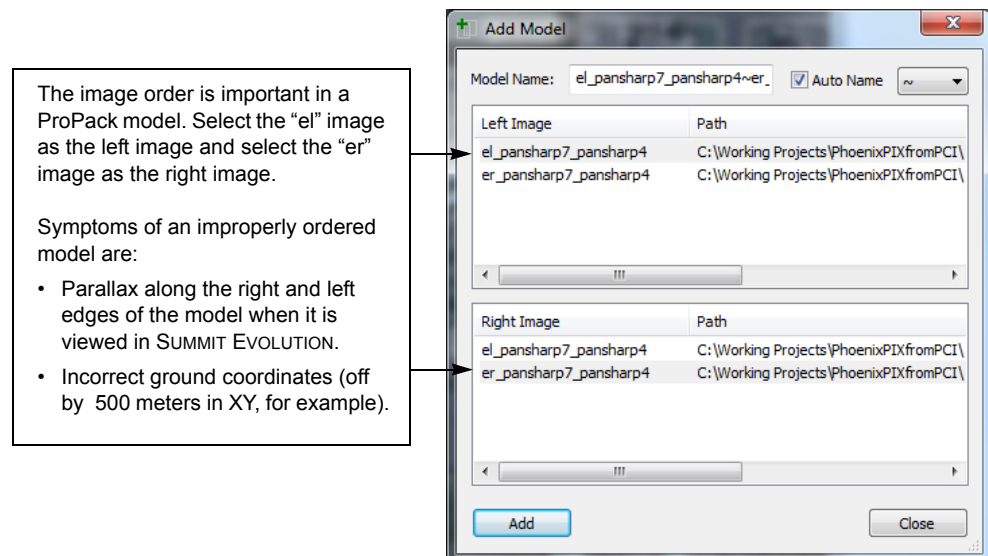 The image order is important in a
ProPack model. Select the “el” image
as the left image and select the “er”
image as the right image.
Symptoms of an improperly ordered
model are:
• Parallax along the right and left
edges of the model when it is
viewed in SUMMIT EVOLUTION.
• Incorrect ground coordinates (off
by 500 meters in XY, for example).
Add Model
Model Name: el_pansharp7_pansharp4~er_ Auto Name ~
Left Image Path
el_pansharp7_pansharp4 C:\Working Projects\PhoenixPIXfromPCI\
er_pansharp7_pansharp4 C:\Working Projects\PhoenixPIXfromPCI\
Right Image Path
el_pansharp7_pansharp4 C:\Working Projects\PhoenixPIXfromPCI\
er_pansharp7_pansharp4 C:\Working Projects\PhoenixPIXfromPCI\
Add Close